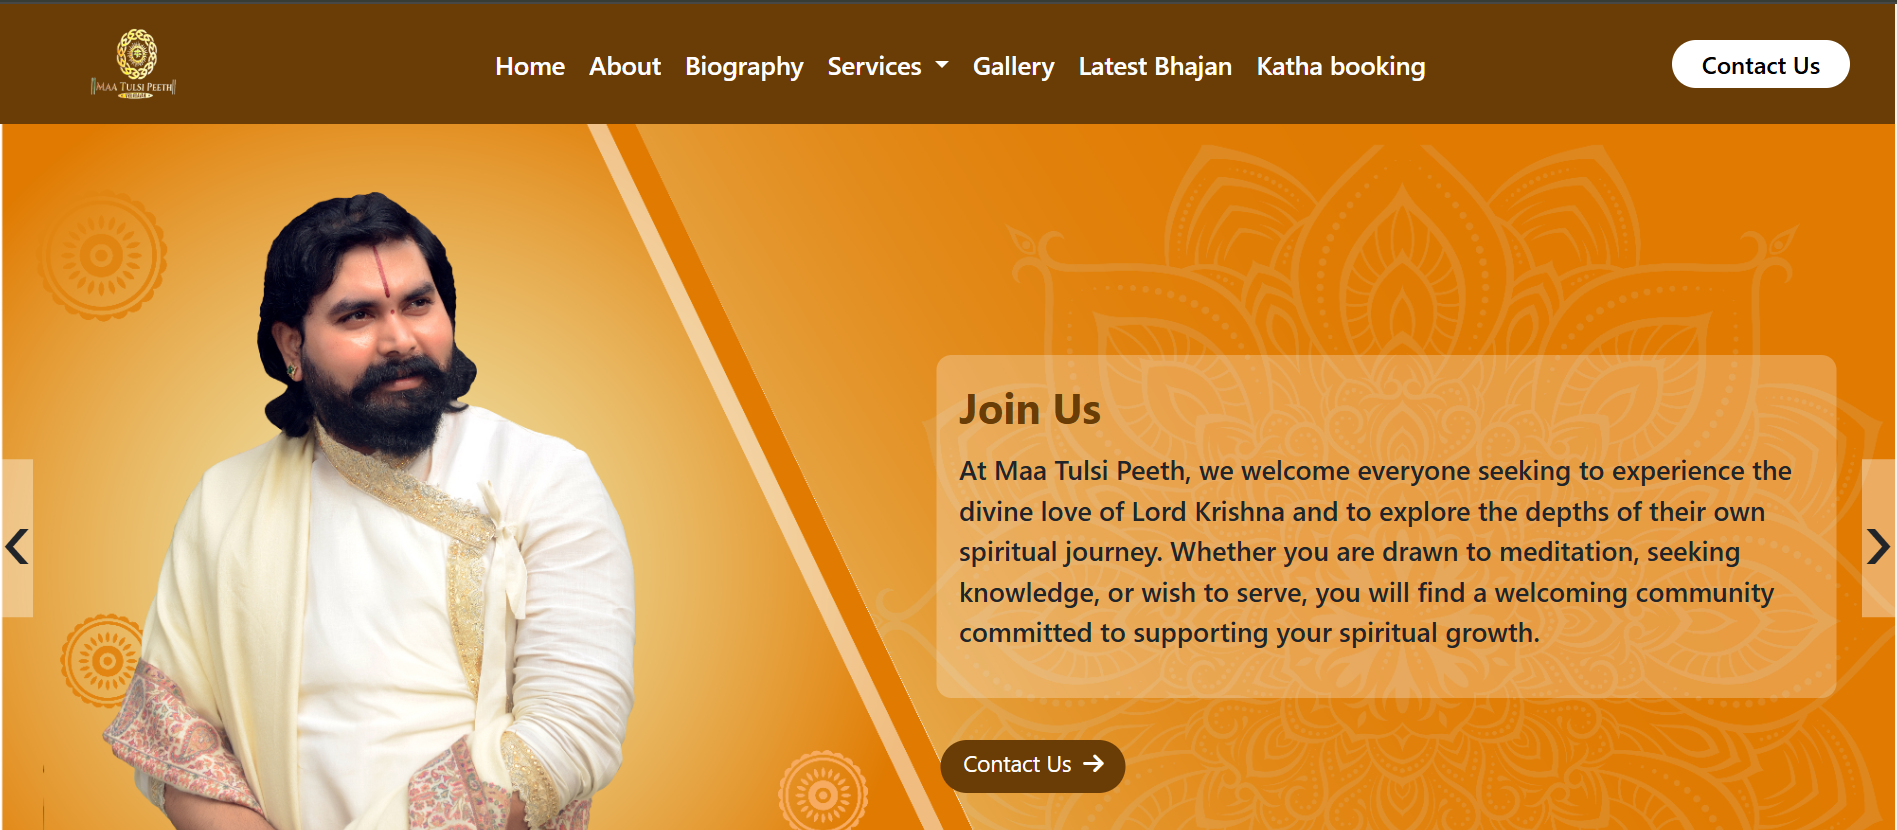 MAA TULSI PEETH
Home About Biography Services Gallery Latest Bhajan Katha booking
Contact Us
Join Us
At Maa Tulsi Peeth, we welcome everyone seeking to experience the
divine love of Lord Krishna and to explore the depths of their own
spiritual journey. Whether you are drawn to meditation, seeking
knowledge, or wish to serve, you will find a welcoming community
committed to supporting your spiritual growth.
Contact Us